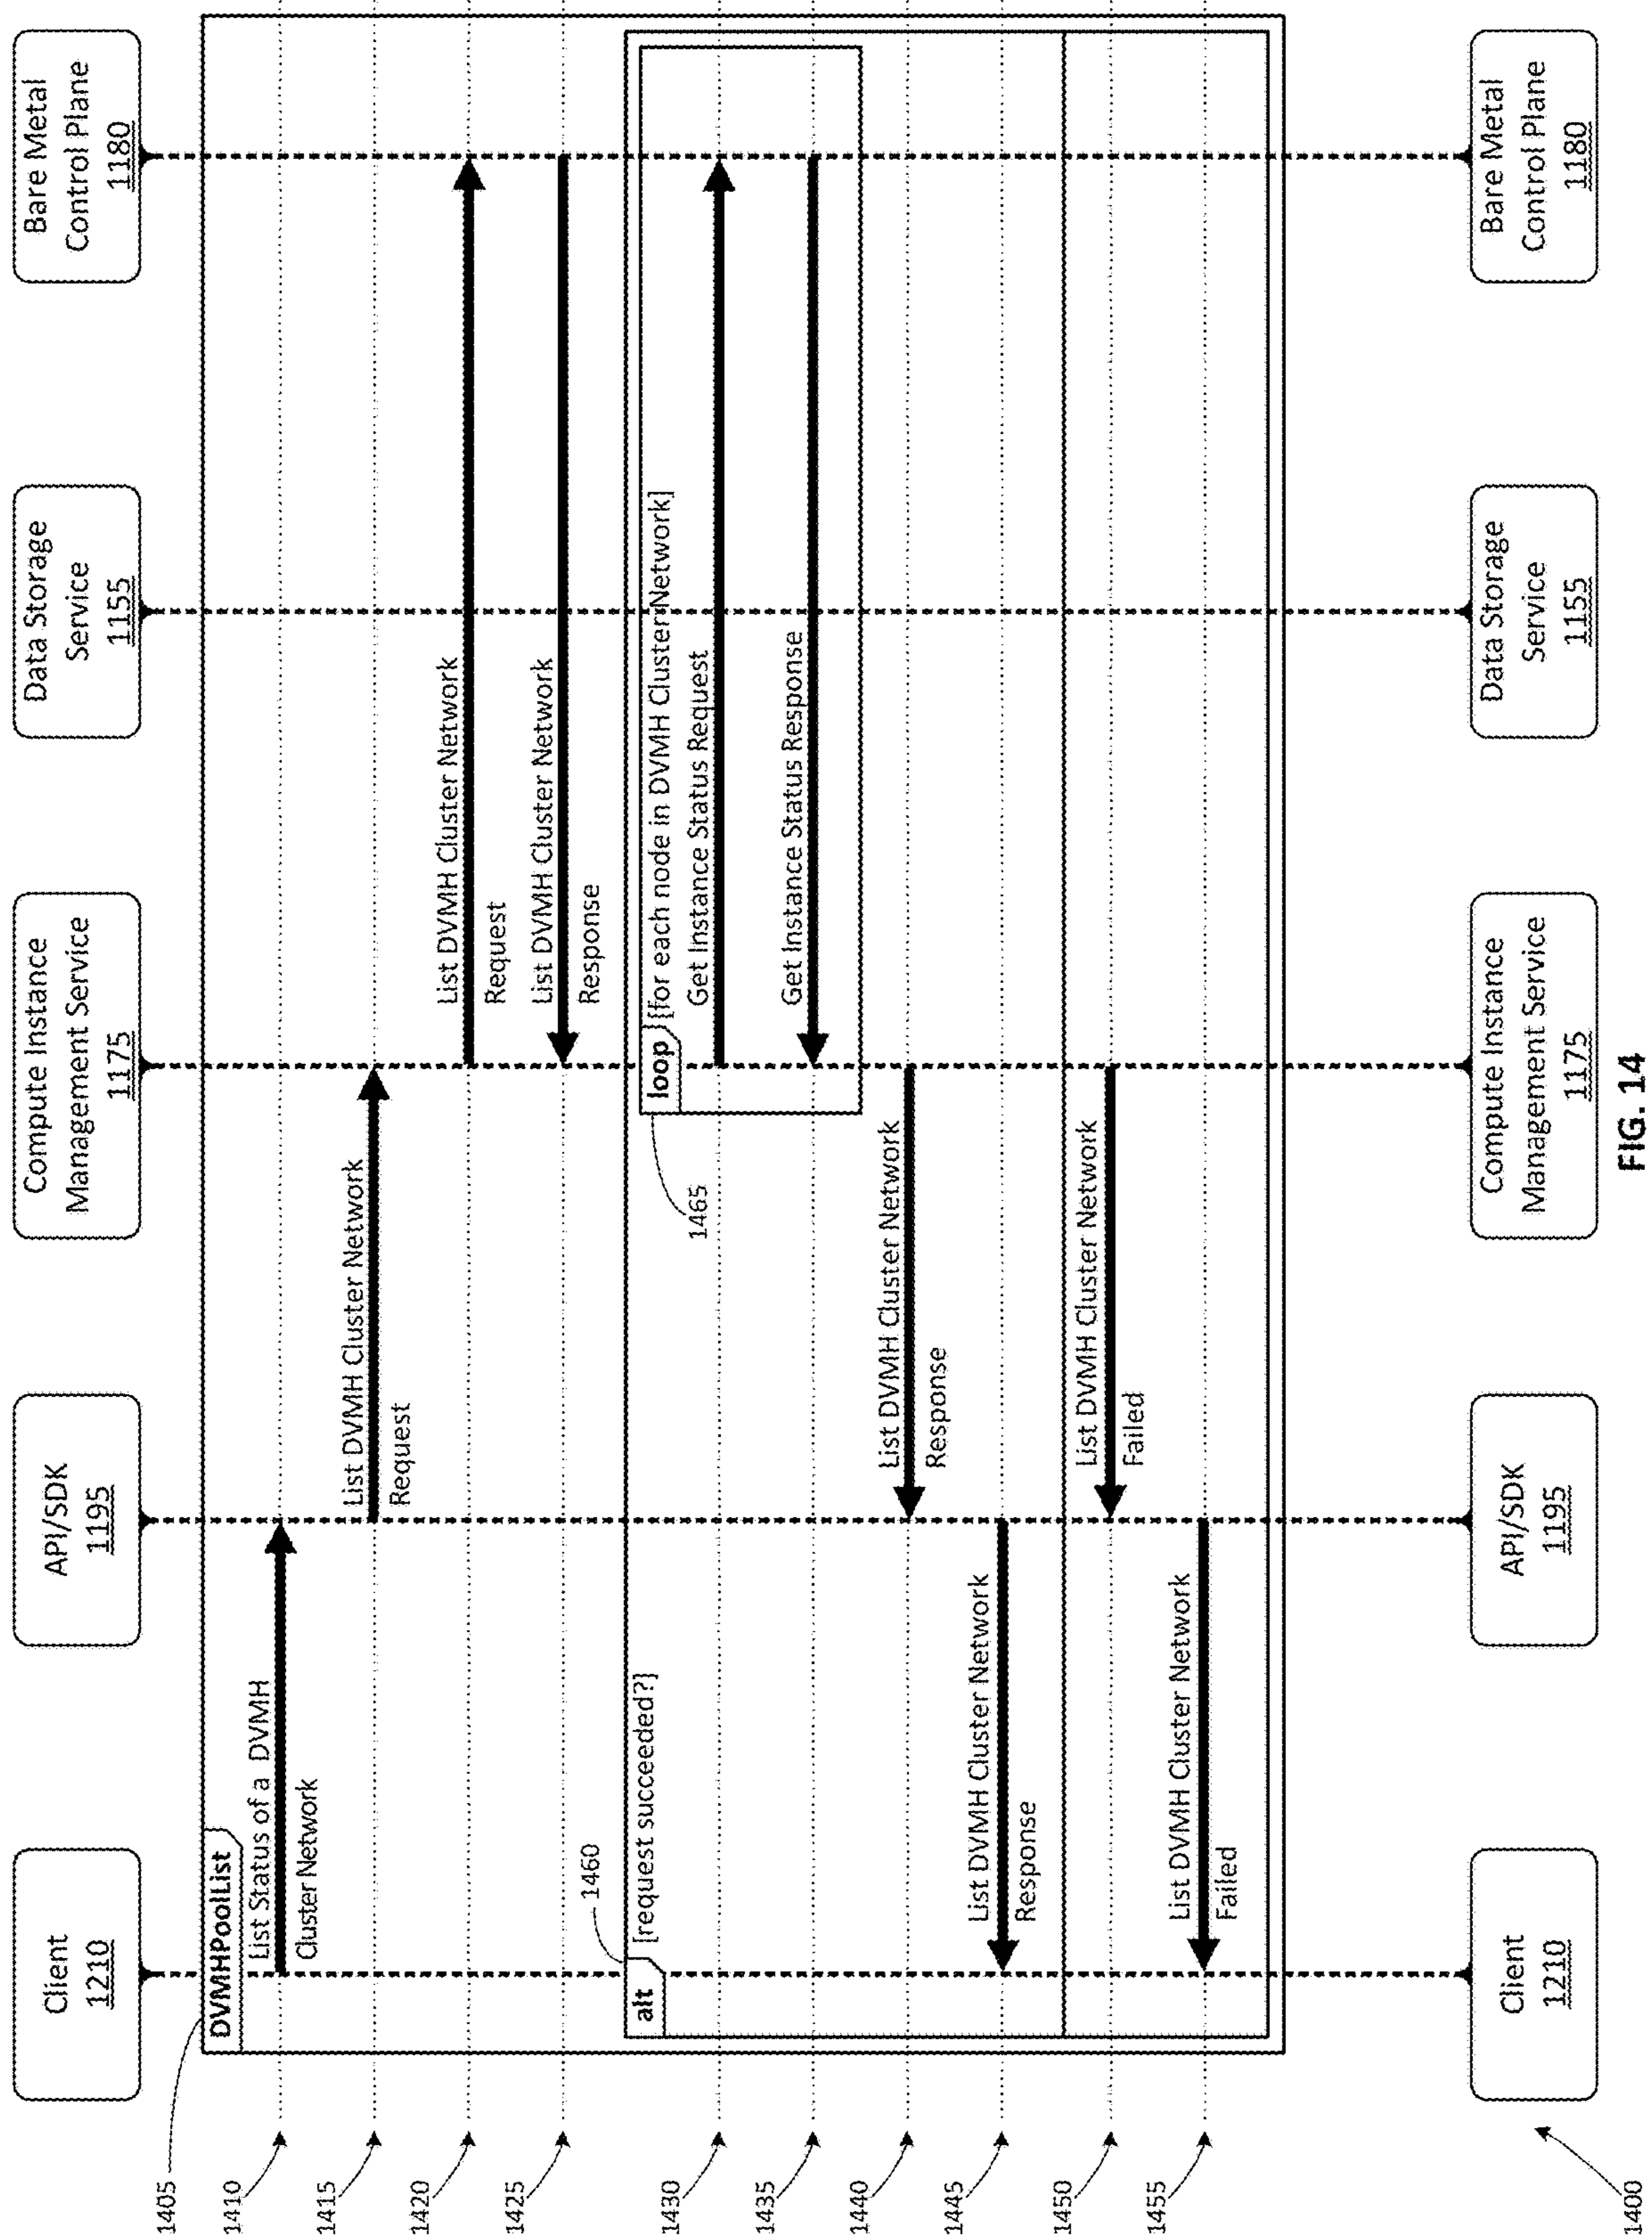 Client
1210
API/SDK
1195
Compute Instance
Management Service
1175
Data Storage
Service
1155
Bare Metal
Control Plane
1180
1405
DVMHPoolList
1410
List Status of a DVMH
Cluster Network
1415
List DVMH Cluster Network
Request
1420
List DVMH Cluster Network
Request
1425
List DVMH Cluster Network
Response
1460
alt
[request succeeded?]
loop
[for each node in DVMH ClusterNetwork]
1465
1430
Get Instance Status Request
1435
Get Instance Status Response
1440
List DVMH Cluster Network
Response
1445
List DVMH Cluster Network
Response
1450
List DVMH Cluster Network
Failed
1455
List DVMH Cluster Network
Failed
Client
1210
API/SDK
1195
Compute Instance
Management Service
1175
Data Storage
Service
1155
Bare Metal
Control Plane
1180
1400
FIG. 14